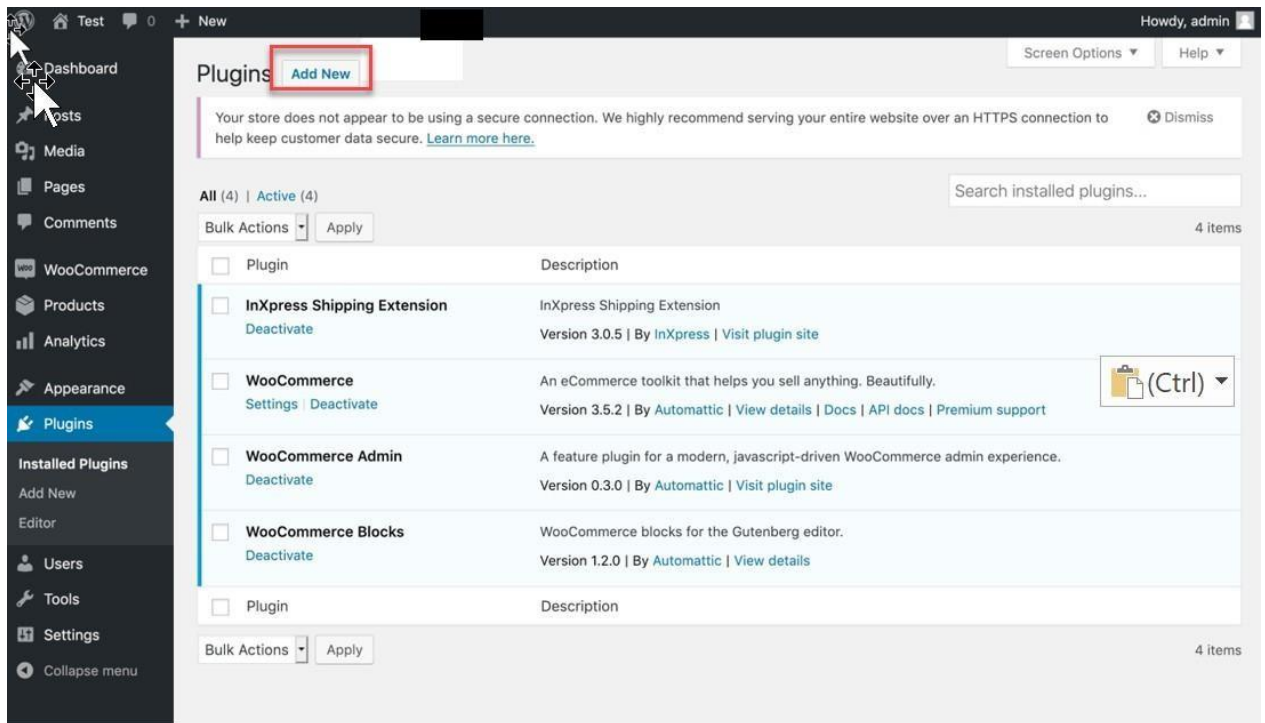 Test 0 + New Howdy, admin
Screen Options ▼ Help ▼
Dashboard
Posts
Media
Pages
Comments
WooCommerce
Products
Analytics
Appearance
Plugins
Installed Plugins
Add New
Editor
Users
Tools
Settings
Collapse menu
Plugins Add New
Your store does not appear to be using a secure connection. We highly recommend serving your entire website over an HTTPS connection to
help keep customer data secure. Learn more here.
Dismiss
All (4) | Active (4)
Search installed plugins...
Bulk Actions Apply
4 items
Plugin Description
InXpress Shipping Extension
Deactivate
InXpress Shipping Extension
Version 3.0.5 | By InXpress | Visit plugin site
WooCommerce
Settings | Deactivate
An eCommerce toolkit that helps you sell anything. Beautifully.
Version 3.5.2 | By Automattic | View details | Docs | API docs | Premium support
(Ctrl)
WooCommerce Admin
Deactivate
A feature plugin for a modern, javascript-driven WooCommerce admin experience.
Version 0.3.0 | By Automattic | Visit plugin site
WooCommerce Blocks
Deactivate
WooCommerce blocks for the Gutenberg editor.
Version 1.2.0 | By Automattic | View details
Plugin Description
Bulk Actions Apply
4 items